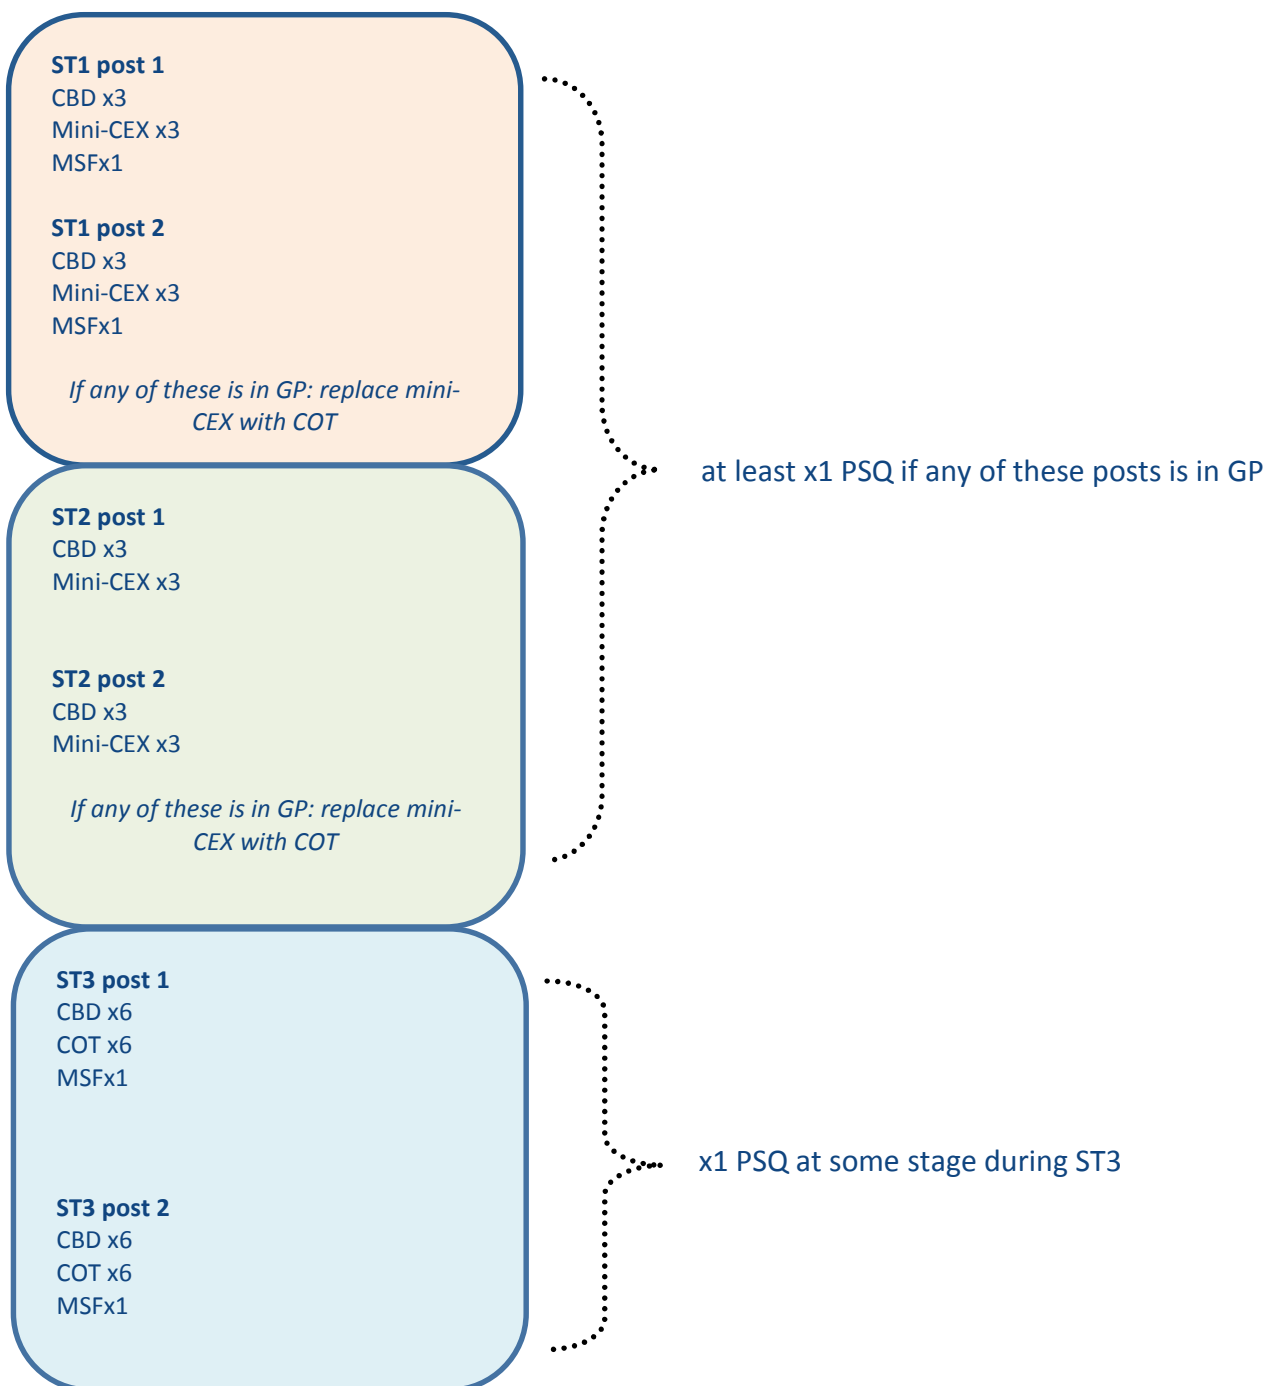 ST1 post 1
CBD x3
Mini-CEX x3
MSFx1
ST1 post 2
CBD x3
Mini-CEX x3
MSFx1
If any of these is in GP: replace mini-
CEX with COT
at least x1 PSQ if any of these posts is in GP
ST2 post 1
CBD x3
Mini-CEX x3
ST2 post 2
CBD x3
Mini-CEX x3
If any of these is in GP: replace mini-
CEX with COT
ST3 post 1
CBD x6
COT x6
MSFx1
x1 PSQ at some stage during ST3
ST3 post 2
CBD x6
COT x6
MSFx1